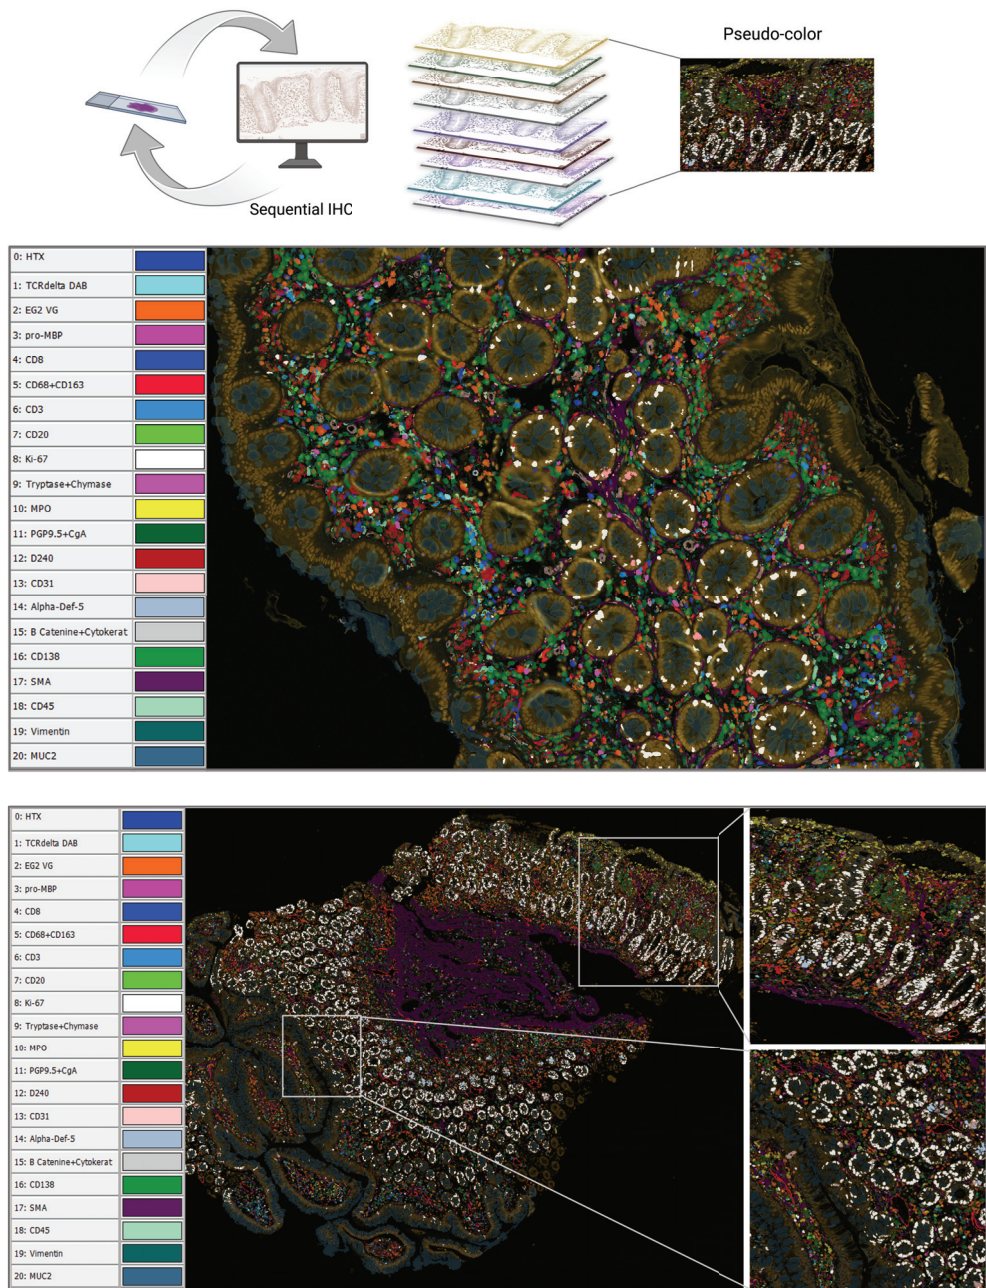 Pseudo-color
Sequential IHC
0: HTX
1: TCRdelta DAB
2: EG2 VG
3: pro-MBP
4: CD8
5: CD68+CD163
6: CD3
7: CD20
8: Ki-67
9: Tryptase+Chymase
10: MPO
11: PGP9.5+CgA
12: D240
13: CD31
14: Alpha-Def-5
15: B Catenine+Cytokerat
16: CD138
17: SMA
18: CD45
19: Vimentin
20: MUC2
0: HTX
1: TCRdelta DAB
2: EG2 VG
3: pro-MBP
4: CD8
5: CD68+CD163
6: CD3
7: CD20
8: Ki-67
9: Tryptase+Chymase
10: MPO
11: PGP9.5+CgA
12: D240
13: CD31
14: Alpha-Def-5
15: B Catenine+Cytokerat
16: CD138
17: SMA
18: CD45
19: Vimentin
20: MUC2